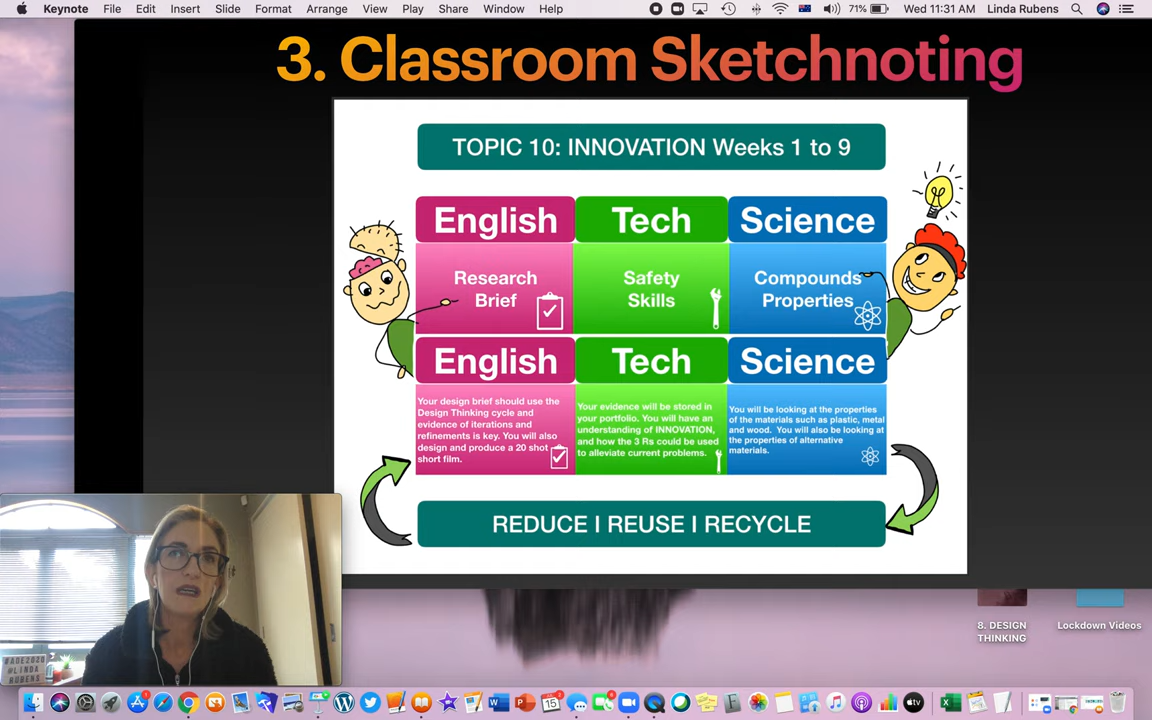 Keynote File Edit Insert Slide Format Arrange View Play Share Window Help 71% Wed 11:31 AM Linda Rubens
3. Classroom Sketchnoting
TOPIC 10: INNOVATION Weeks 1 to 9
English Tech Science
Research
Brief
Safety
Skills
Compounds
Properties
English Tech Science
Your design brief should use the
Design Thinking cycle and
evidence of iterations and
refinements is key. You will also
design and produce a 20 shot
short film.
Your evidence will be stored in
your portfolio. You will have an
understanding of INNOVATION,
and how the 3 Rs could be used
to alleviate current problems.
You will be looking at the properties
of the materials such as plastic, metal
and wood. You will also be looking at
the properties of alternative
materials.
REDUCE I REUSE I RECYCLE
#ADE2020
@LINDA
RUBENS
8. DESIGN
THINKING
Lockdown Videos